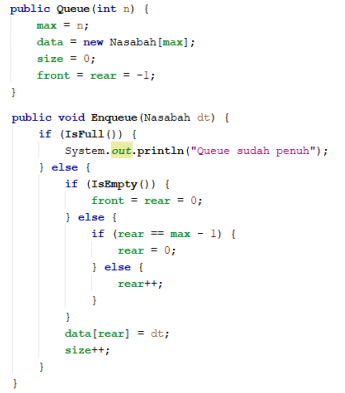 public Queue(int n) {
    max = n;
    data = new Nasabah[max];
    size = 0;
    front = rear = -1;
}
public void Enqueue(Nasabah dt) {
    if (IsFull()) {
        System.out.println("Queue sudah penuh");
    } else {
        if (IsEmpty()) {
            front = rear = 0;
        } else {
            if (rear == max - 1) {
                rear = 0;
            } else {
                rear++;
            }
        }
        data[rear] = dt;
        size++;
    }
}